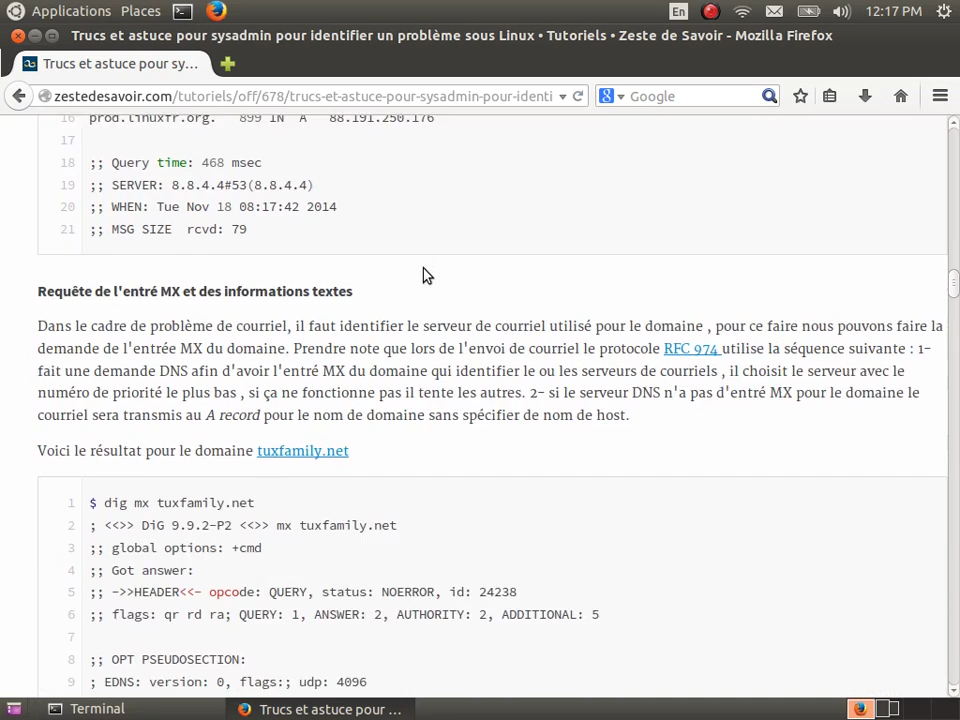 Applications Places En 12:17 PM
Trucs et astuce pour sysadmin pour identifier un problème sous Linux • Tutoriels • Zeste de Savoir - Mozilla Firefox
Trucs et astuce pour sy...
zestedesavoir.com/tutoriels/off/678/trucs-et-astuce-pour-sysadmin-pour-identi Google
16 prod.linuxfr.org. 899 IN A 88.191.250.176
17
18 ;; Query time: 468 msec
19 ;; SERVER: 8.8.4.4#53(8.8.4.4)
20 ;; WHEN: Tue Nov 18 08:17:42 2014
21 ;; MSG SIZE rcvd: 79
Requête de l'entré MX et des informations textes
Dans le cadre de problème de courriel, il faut identifier le serveur de courriel utilisé pour le domaine , pour ce faire nous pouvons faire la
demande de l'entrée MX du domaine. Prendre note que lors de l'envoi de courriel le protocole RFC 974 utilise la séquence suivante : 1-
fait une demande DNS afin d'avoir l'entré MX du domaine qui identifier le ou les serveurs de courriels , il choisit le serveur avec le
numéro de priorité le plus bas , si ça ne fonctionne pas il tente les autres. 2- si le serveur DNS n'a pas d'entré MX pour le domaine le
courriel sera transmis au A record pour le nom de domaine sans spécifier de nom de host.
Voici le résultat pour le domaine tuxfamily.net
1 $ dig mx tuxfamily.net
2 ; <<>> DiG 9.9.2-P2 <<>> mx tuxfamily.net
3 ;; global options: +cmd
4 ;; Got answer:
5 ;; ->>HEADER<<- opcode: QUERY, status: NOERROR, id: 24238
6 ;; flags: qr rd ra; QUERY: 1, ANSWER: 2, AUTHORITY: 2, ADDITIONAL: 5
7
8 ;; OPT PSEUDOSECTION:
9 ; EDNS: version: 0, flags:; udp: 4096
Terminal Trucs et astuce pour ...